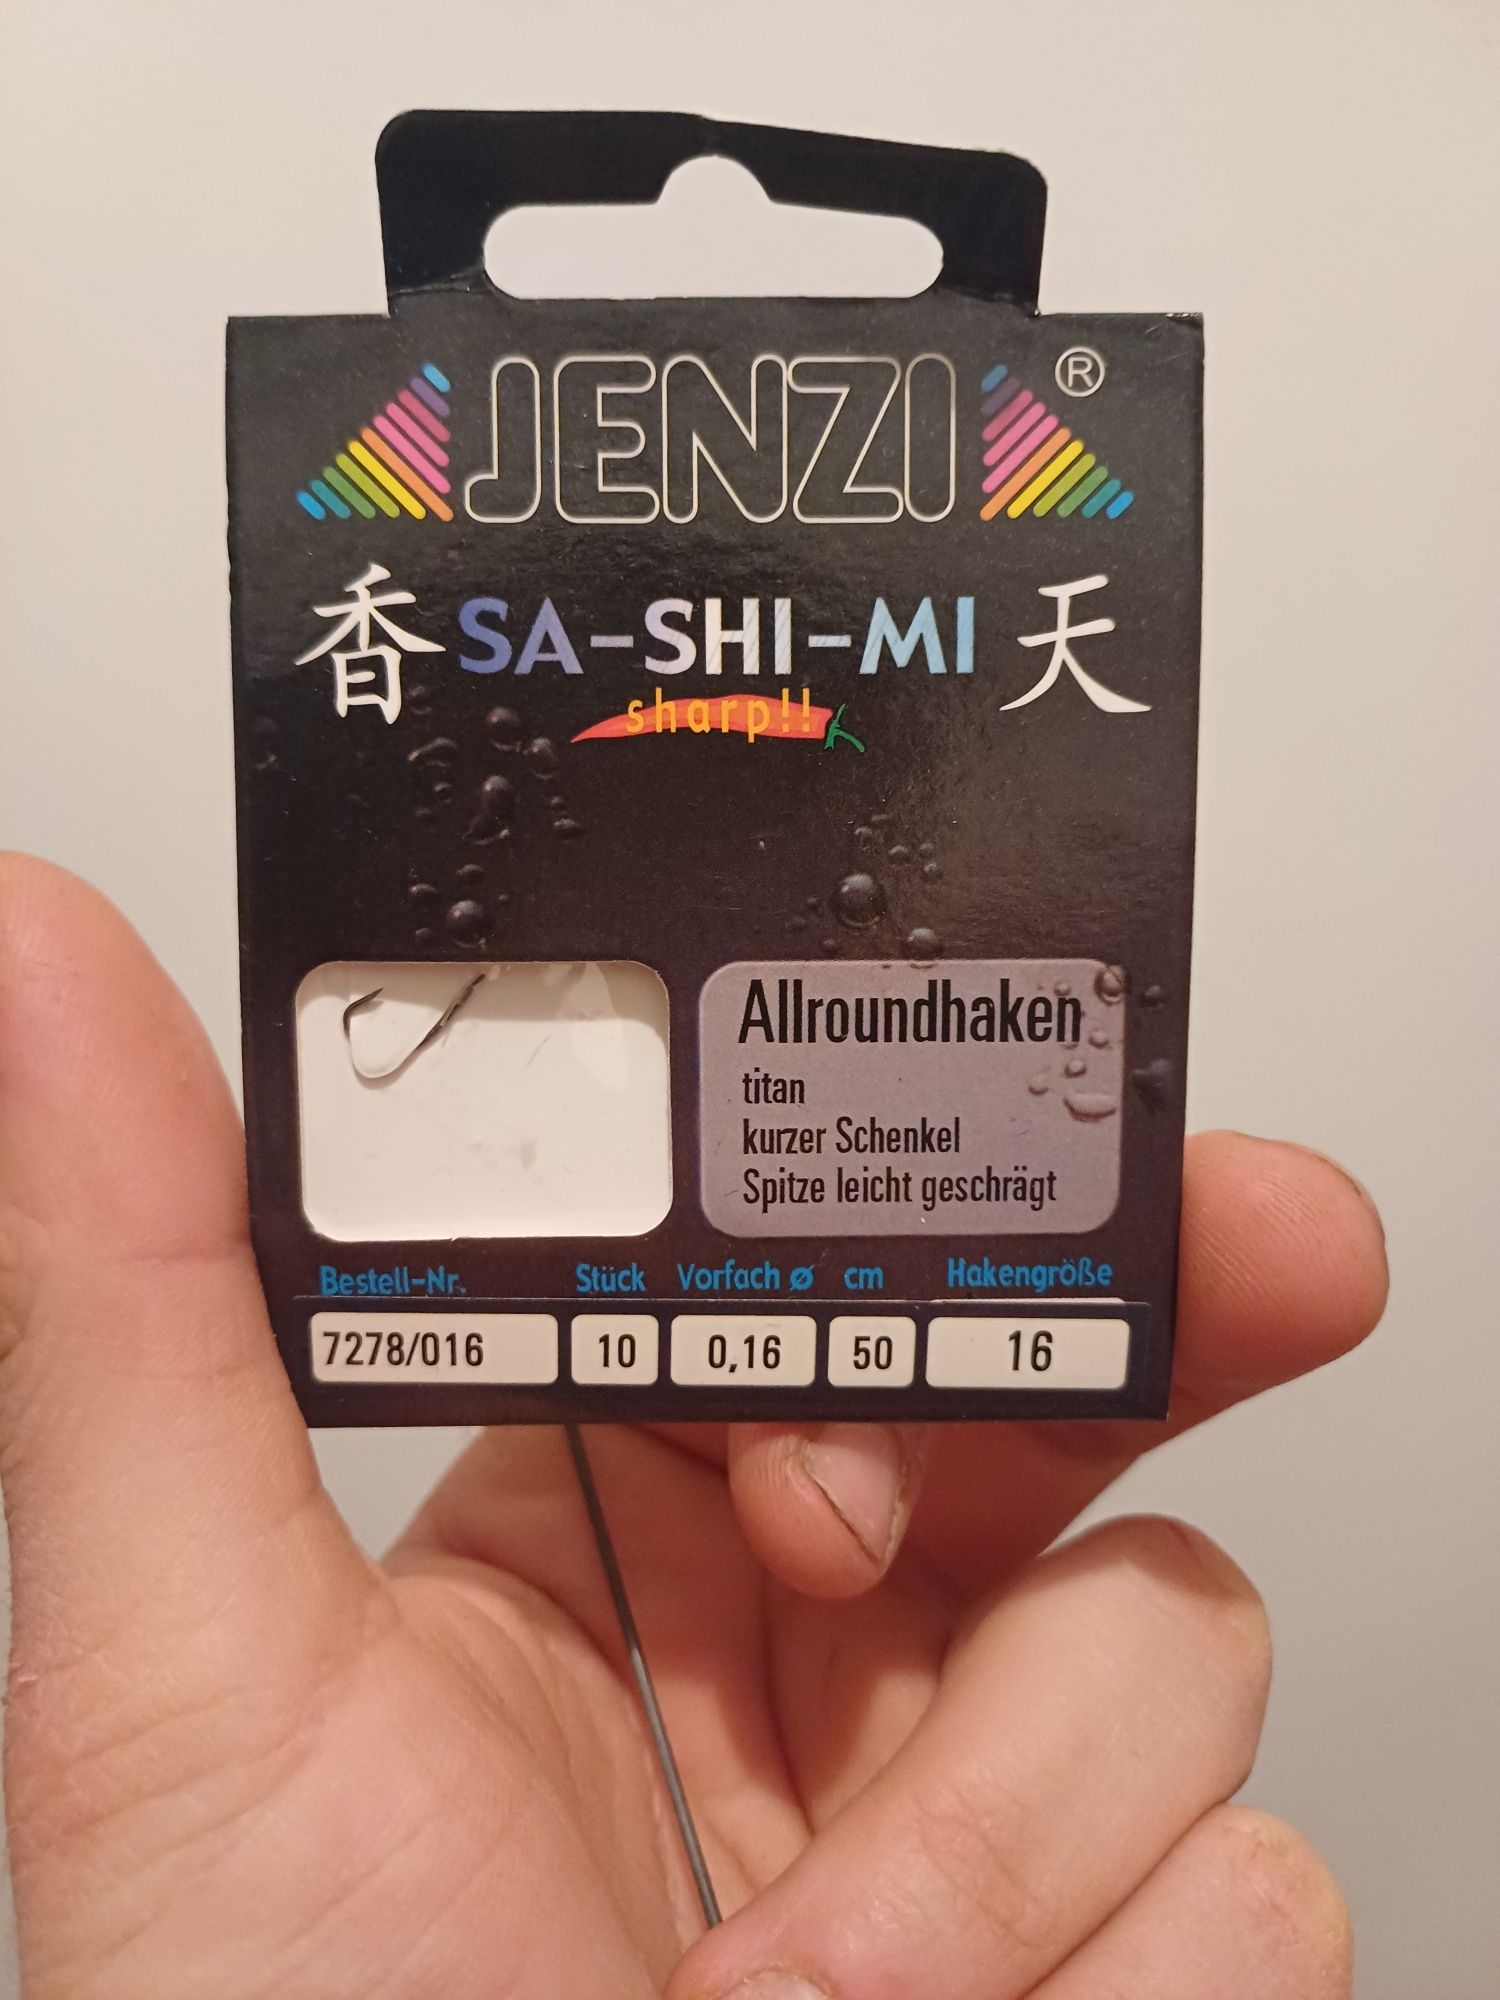 JENZI ®
香 SA-SHI-MI 天
sharp!!
Allroundhaken
titan
kurzer Schenkel
Spitze leicht geschrägt
Bestell-Nr. Stück Vorfach ø cm Hakengröße
7278/016 10 0,16 50 16